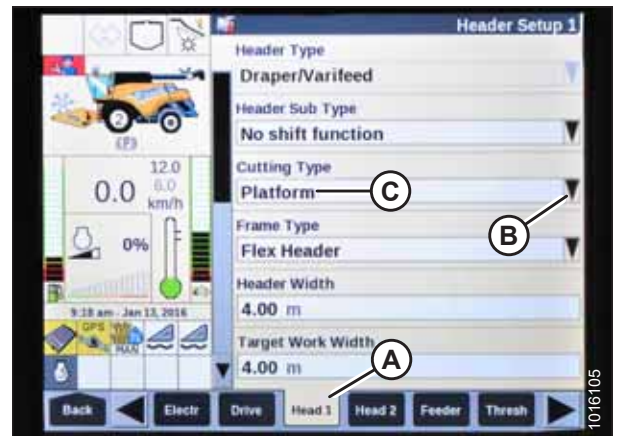 Header Setup 1
Header Type
Draper/Varifeed
Header Sub Type
No shift function
Cutting Type
Platform
C
B
Frame Type
Flex Header
Header Width
4.00 m
Target Work Width
4.00 m
A
2
(P)
12.0
6.0
0.0
km/h
0%
9:18 am - Jan 13, 2016
GPS
MAN
Back
Electr
Drive
Head 1
Head 2
Feeder
Thresh
1016105